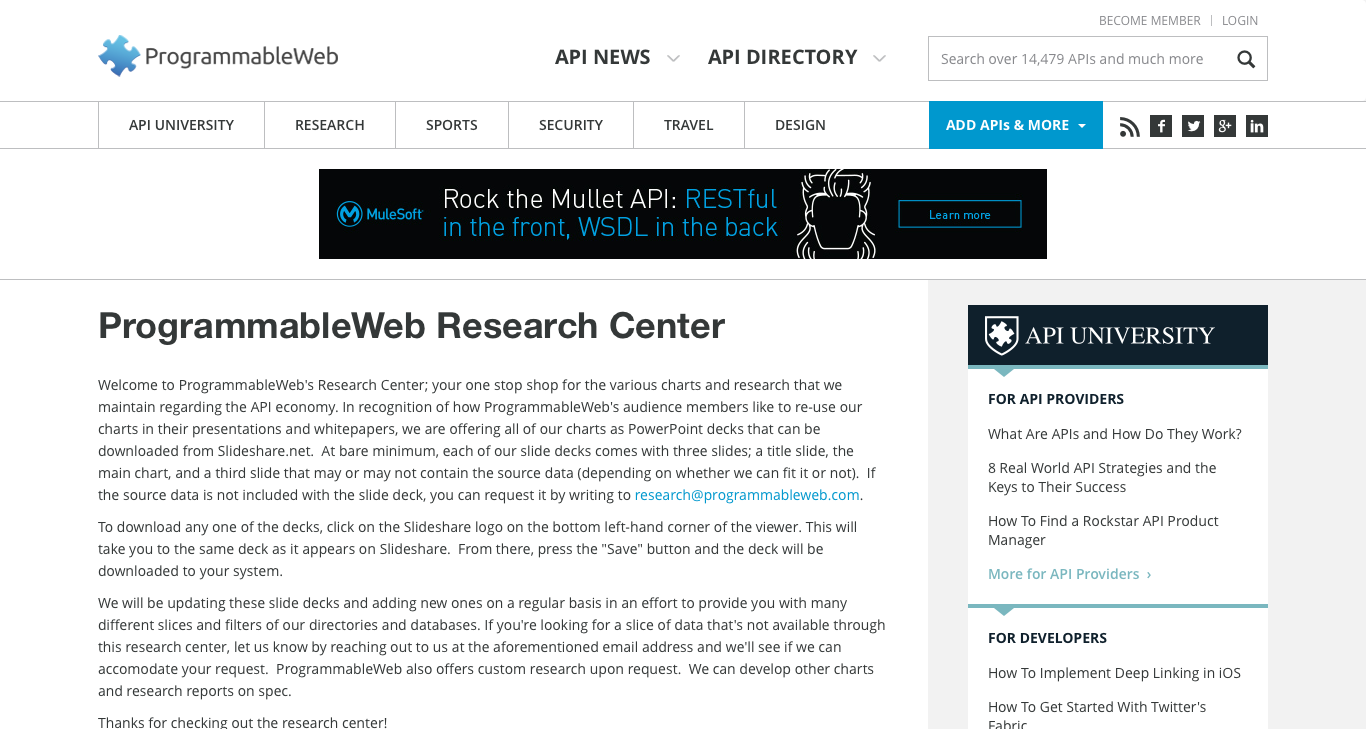 BECOME MEMBER | LOGIN
ProgrammableWeb
API NEWS
API DIRECTORY
Search over 14,479 APIs and much more
API UNIVERSITY
RESEARCH
SPORTS
SECURITY
TRAVEL
DESIGN
ADD APIs & MORE
MuleSoft
Rock the Mullet API: RESTful
in the front, WSDL in the back
Learn more
ProgrammableWeb Research Center
Welcome to ProgrammableWeb's Research Center; your one stop shop for the various charts and research that we
maintain regarding the API economy. In recognition of how ProgrammableWeb's audience members like to re-use our
charts in their presentations and whitepapers, we are offering all of our charts as PowerPoint decks that can be
downloaded from Slideshare.net.  At bare minimum, each of our slide decks comes with three slides; a title slide, the
main chart, and a third slide that may or may not contain the source data (depending on whether we can fit it or not).  If
the source data is not included with the slide deck, you can request it by writing to research@programmableweb.com.
To download any one of the decks, click on the Slideshare logo on the bottom left-hand corner of the viewer. This will
take you to the same deck as it appears on Slideshare.  From there, press the "Save" button and the deck will be
downloaded to your system.
We will be updating these slide decks and adding new ones on a regular basis in an effort to provide you with many
different slices and filters of our directories and databases. If you're looking for a slice of data that's not available through
this research center, let us know by reaching out to us at the aforementioned email address and we'll see if we can
accomodate your request.  ProgrammableWeb also offers custom research upon request.  We can develop other charts
and research reports on spec.
Thanks for checking out the research center!
API UNIVERSITY
FOR API PROVIDERS
What Are APIs and How Do They Work?
8 Real World API Strategies and the
Keys to Their Success
How To Find a Rockstar API Product
Manager
More for API Providers ›
FOR DEVELOPERS
How To Implement Deep Linking in iOS
How To Get Started With Twitter's
Fabric